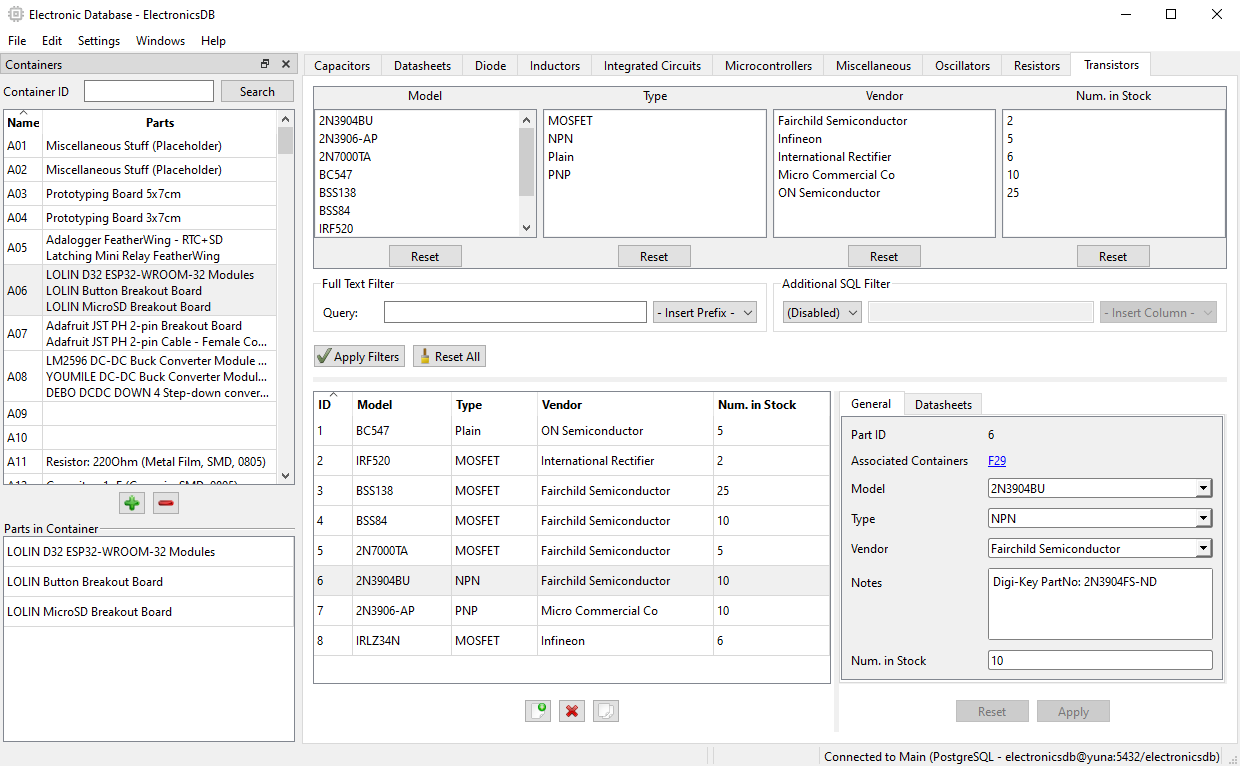 Electronic Database - ElectronicsDB
File Edit Settings Windows Help
Containers
Container ID Search
Name Parts
A01 Miscellaneous Stuff (Placeholder)
A02 Miscellaneous Stuff (Placeholder)
A03 Prototyping Board 5x7cm
A04 Prototyping Board 3x7cm
A05 Adalogger FeatherWing - RTC+SD
Latching Mini Relay FeatherWing
A06 LOLIN D32 ESP32-WROOM-32 Modules
LOLIN Button Breakout Board
LOLIN MicroSD Breakout Board
A07 Adafruit JST PH 2-pin Breakout Board
Adafruit JST PH 2-pin Cable - Female Co...
A08 LM2596 DC-DC Buck Converter Module ...
YOUMILE DC-DC Buck Converter Modul...
DEBO DCDC DOWN 4 Step-down conver...
A09
A10
A11 Resistor: 220Ohm (Metal Film, SMD, 0805)
Parts in Container
LOLIN D32 ESP32-WROOM-32 Modules
LOLIN Button Breakout Board
LOLIN MicroSD Breakout Board
Capacitors Datasheets Diode Inductors Integrated Circuits Microcontrollers Miscellaneous Oscillators Resistors Transistors
Model
2N3904BU
2N3906-AP
2N7000TA
BC547
BSS138
BSS84
IRF520
Reset
Type
MOSFET
NPN
Plain
PNP
Reset
Vendor
Fairchild Semiconductor
Infineon
International Rectifier
Micro Commercial Co
ON Semiconductor
Reset
Num. in Stock
2
5
6
10
25
Reset
Full Text Filter
Query: - Insert Prefix -
Additional SQL Filter
(Disabled) - Insert Column -
Apply Filters Reset All
ID Model Type Vendor Num. in Stock
1 BC547 Plain ON Semiconductor 5
2 IRF520 MOSFET International Rectifier 2
3 BSS138 MOSFET Fairchild Semiconductor 25
4 BSS84 MOSFET Fairchild Semiconductor 10
5 2N7000TA MOSFET Fairchild Semiconductor 5
6 2N3904BU NPN Fairchild Semiconductor 10
7 2N3906-AP PNP Micro Commercial Co 10
8 IRLZ34N MOSFET Infineon 6
General Datasheets
Part ID 6
Associated Containers F29
Model 2N3904BU
Type NPN
Vendor Fairchild Semiconductor
Notes Digi-Key PartNo: 2N3904FS-ND
Num. in Stock 10
Reset Apply
Connected to Main (PostgreSQL - electronicsdb@yuna:5432/electronicsdb)